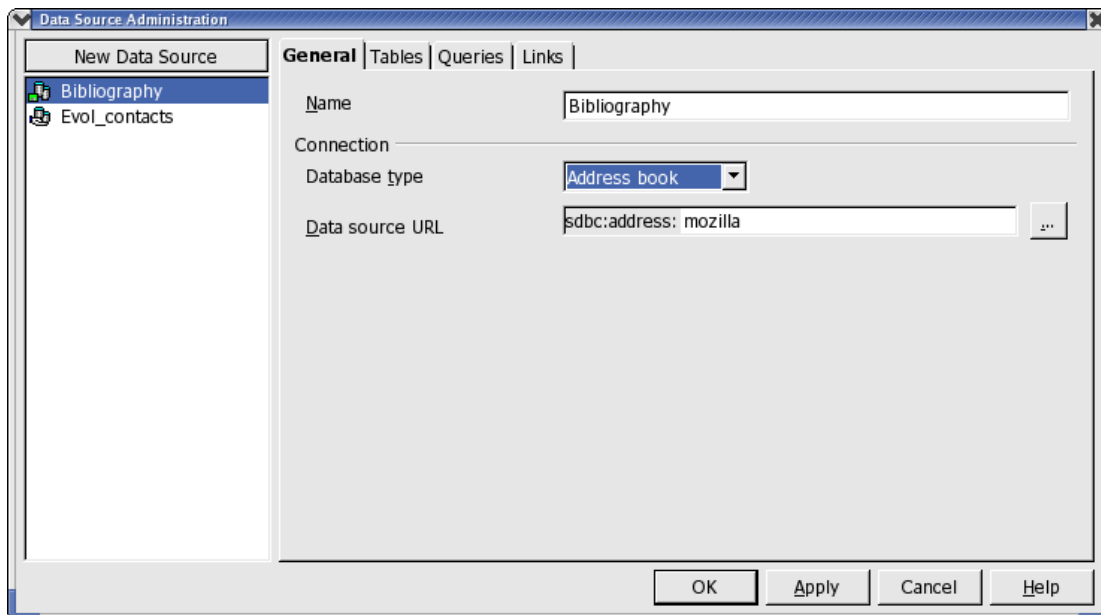 Data Source Administration
New Data Source
General Tables Queries Links
Bibliography
Evol_contacts
Name Bibliography
Connection
Database type Address book
Data source URL sdbc:address: mozilla ...
OK Apply Cancel Help